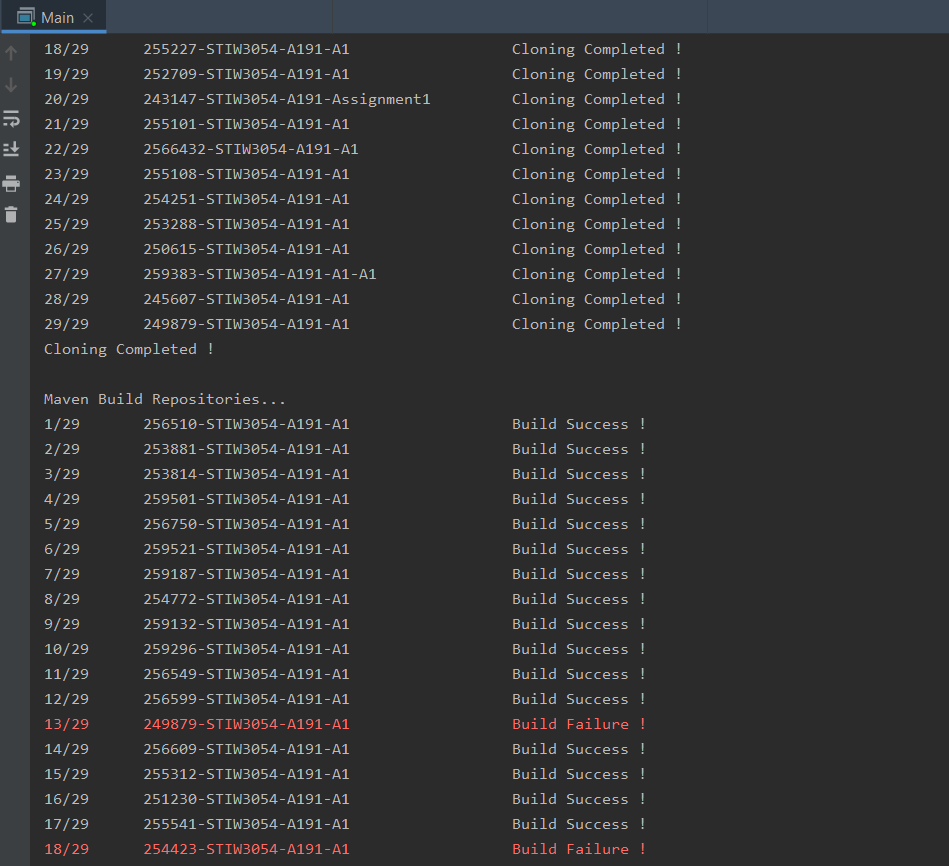 Main
18/29 255227-STIW3054-A191-A1 Cloning Completed !
19/29 252709-STIW3054-A191-A1 Cloning Completed !
20/29 243147-STIW3054-A191-Assignment1 Cloning Completed !
21/29 255101-STIW3054-A191-A1 Cloning Completed !
22/29 2566432-STIW3054-A191-A1 Cloning Completed !
23/29 255108-STIW3054-A191-A1 Cloning Completed !
24/29 254251-STIW3054-A191-A1 Cloning Completed !
25/29 253288-STIW3054-A191-A1 Cloning Completed !
26/29 250615-STIW3054-A191-A1 Cloning Completed !
27/29 259383-STIW3054-A191-A1-A1 Cloning Completed !
28/29 245607-STIW3054-A191-A1 Cloning Completed !
29/29 249879-STIW3054-A191-A1 Cloning Completed !
Cloning Completed !
Maven Build Repositories...
1/29 256510-STIW3054-A191-A1 Build Success !
2/29 253881-STIW3054-A191-A1 Build Success !
3/29 253814-STIW3054-A191-A1 Build Success !
4/29 259501-STIW3054-A191-A1 Build Success !
5/29 256750-STIW3054-A191-A1 Build Success !
6/29 259521-STIW3054-A191-A1 Build Success !
7/29 259187-STIW3054-A191-A1 Build Success !
8/29 254772-STIW3054-A191-A1 Build Success !
9/29 259132-STIW3054-A191-A1 Build Success !
10/29 259296-STIW3054-A191-A1 Build Success !
11/29 256549-STIW3054-A191-A1 Build Success !
12/29 256599-STIW3054-A191-A1 Build Success !
13/29 249879-STIW3054-A191-A1 Build Failure !
14/29 256609-STIW3054-A191-A1 Build Success !
15/29 255312-STIW3054-A191-A1 Build Success !
16/29 251230-STIW3054-A191-A1 Build Success !
17/29 255541-STIW3054-A191-A1 Build Success !
18/29 254423-STIW3054-A191-A1 Build Failure !